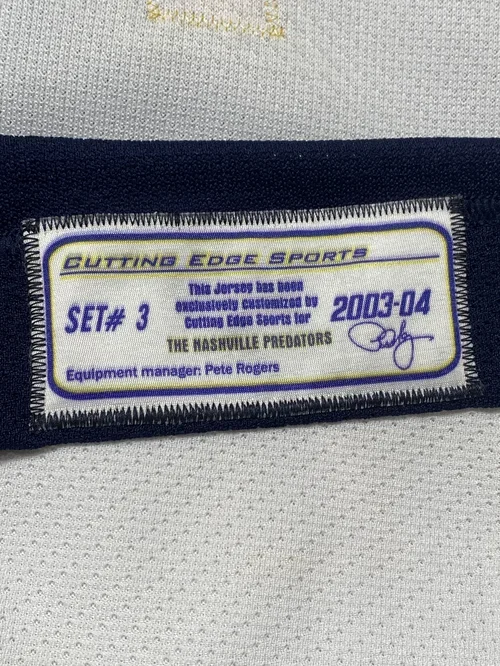 CUTTING EDGE SPORTS
This Jersey has been
SET# 3 exclusively customized by 2003-04
Cutting Edge Sports for
THE NASHVILLE PREDATORS
Equipment manager: Pete Rogers